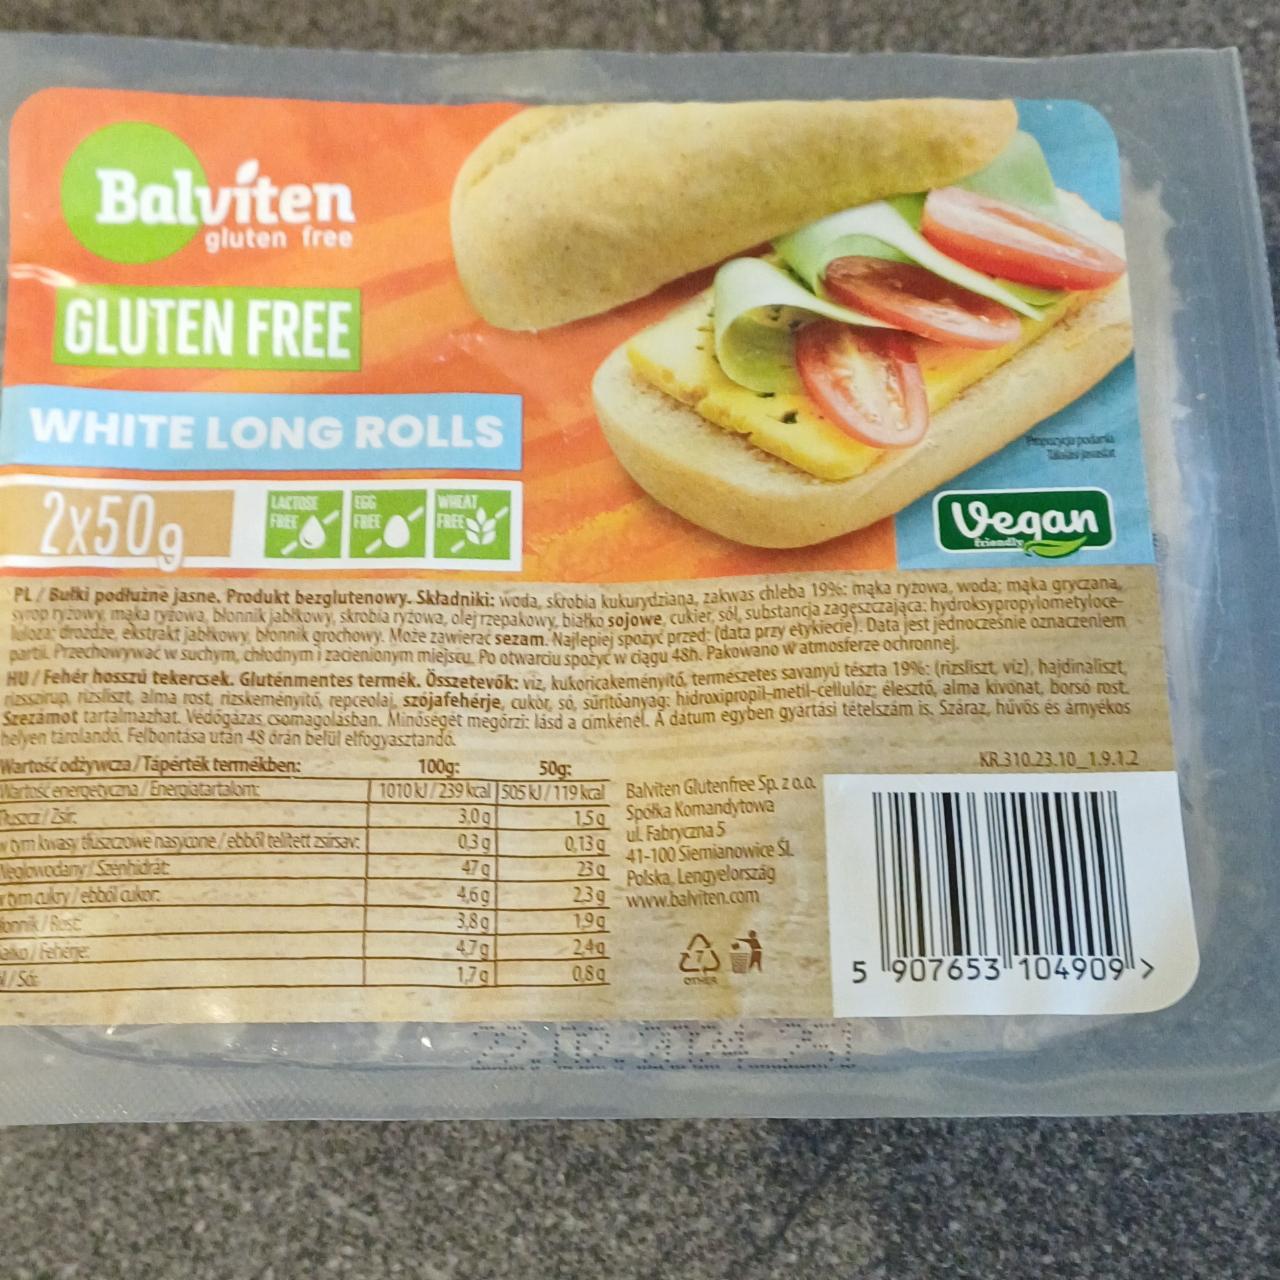 Balviten
gluten free
GLUTEN FREE
WHITE LONG ROLLS
2x50g
LACTOSE FREE
EGG FREE
WHEAT FREE
Propozycja podania
Tálalási javaslat
Vegan
friendly
PL / Bułki podłużne jasne. Produkt bezglutenowy. Składniki: woda, skrobia kukurydziana, zakwas chleba 19%: mąka ryżowa, woda; mąka gryczana,
syrop ryżowy, mąka ryżowa, błonnik jabłkowy, skrobia ryżowa, olej rzepakowy, białko sojowe, cukier, sól, substancja zagęszczająca: hydroksypropylometyloce-
luloza; drożdże, ekstrakt jabłkowy, błonnik grochowy. Może zawierać sezam. Najlepiej spożyć przed: (data przy etykiecie). Data jest jednocześnie oznaczeniem
partii. Przechowywać w suchym, chłodnym i zacienionym miejscu. Po otwarciu spożyć w ciągu 48h. Pakowano w atmosferze ochronnej.
HU / Fehér hosszú tekercsek. Gluténmentes termék. Összetevők: víz, kukoricakeményítő, természetes savanyú tészta 19%: (rizsliszt, víz), hajdinaliszt,
rizsszirup, rizsliszt, alma rost, rizskeményítő, repceolaj, szójafehérje, cukor, só, sűrítőanyag: hidroxipropil-metil-cellulóz; élesztő, alma kivonat, borsó rost.
Szezámot tartalmazhat. Védőgázas csomagolásban. Minőségét megőrzi: lásd a címkénél. A dátum egyben gyártási tételszám is. Száraz, hűvös és árnyékos
helyen tárolandó. Felbontása után 48 órán belül elfogyasztandó.
KR.310.23.10_1.9.1.2
Wartość odżywcza / Tápérték termékben: 100g: 50g:
Wartość energetyczna / Energiatartalom: 1010 kJ / 239 kcal 505 kJ / 119 kcal
Tłuszcz / Zsír: 3,0 g 1,5 g
w tym kwasy tłuszczowe nasycone / ebből telített zsírsav: 0,3 g 0,13 g
Węglowodany / Szénhidrát: 47 g 23 g
w tym cukry / ebből cukor: 4,6 g 2,3 g
łonnik / Rost: 3,8 g 1,9 g
iałko / Fehérje: 4,7 g 2,4 g
/ Só: 1,7 g 0,8 g
Balviten Glutenfree Sp. z o.o.
Spółka Komandytowa
ul. Fabryczna 5
41-100 Siemianowice Śl.
Polska, Lengyelország
www.balviten.com
7
OTHER
5 907653 104909 >